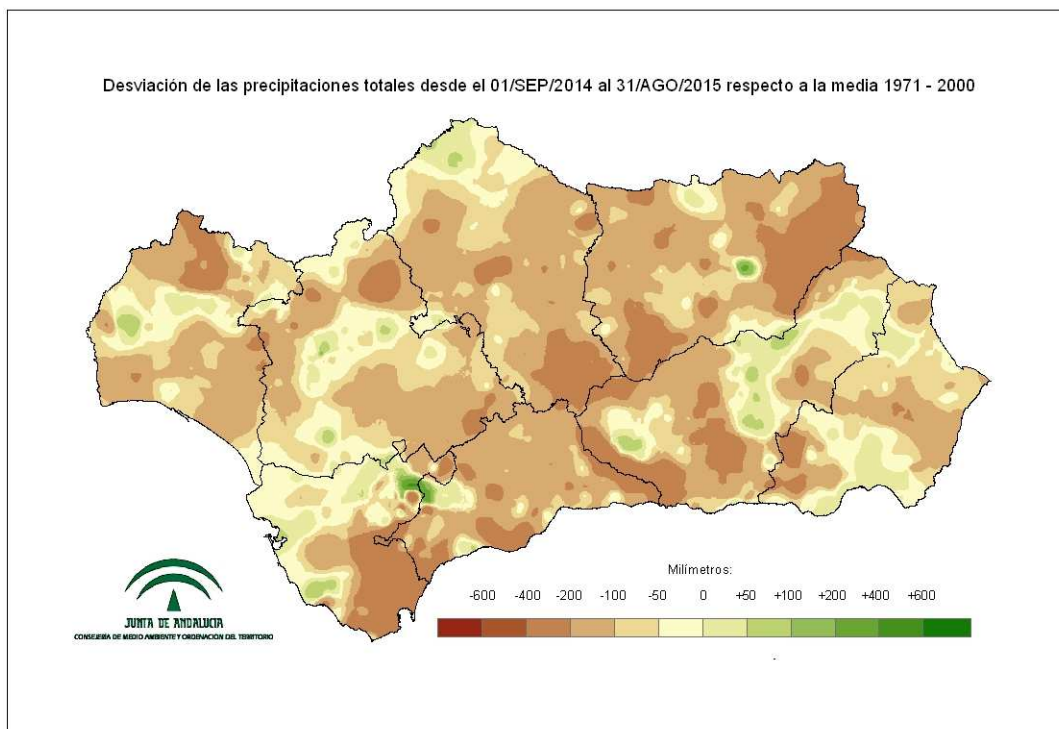 Desviación de las precipitaciones totales desde el 01/SEP/2014 al 31/AGO/2015 respecto a la media 1971 - 2000
Milímetros:
-600 -400 -200 -100 -50 0 +50 +100 +200 +400 +600
JUNTA DE ANDALUCIA
CONSEJERÍA DE MEDIO AMBIENTE Y ORDENACIÓN DEL TERRITORIO